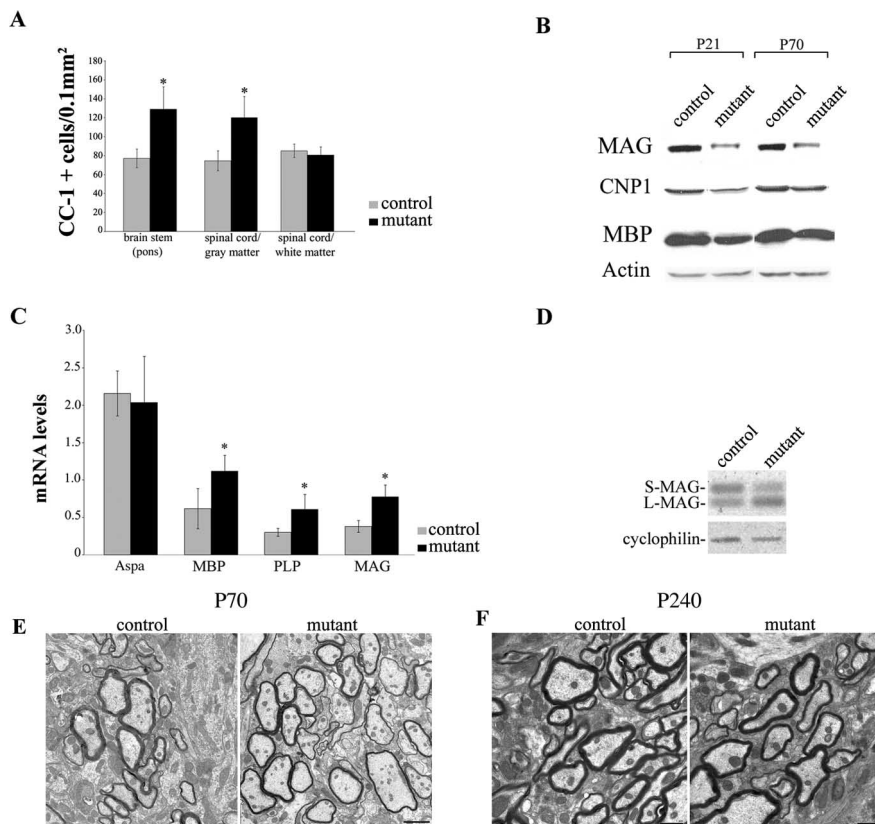 A
CC-1 + cells/0.1mm²
180
160
140
120
100
80
60
40
20
0
* *
brain stem (pons)
spinal cord/ gray matter
spinal cord/ white matter
control
mutant
B
P21 P70
control mutant control mutant
MAG
CNP1
MBP
Actin
C
mRNA levels
3.0
2.5
2.0
1.5
1.0
0.5
0
* * *
Aspa MBP PLP MAG
control
mutant
D
control mutant
S-MAG-
L-MAG-
cyclophilin-
P70
E control mutant
P240
F control mutant